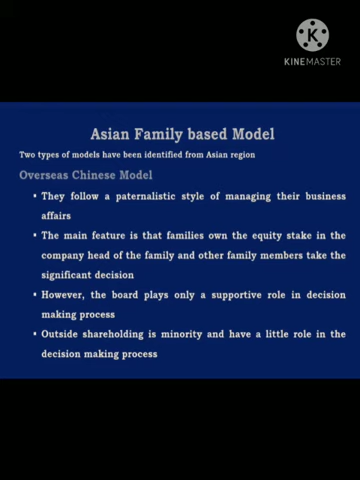 K
KINEMASTER
Asian Family based Model
Two types of models have been identified from Asian region
Overseas Chinese Model
• They follow a paternalistic style of managing their business
affairs
• The main feature is that families own the equity stake in the
company head of the family and other family members take the
significant decision
• However, the board plays only a supportive role in decision
making process
• Outside shareholding is minority and have a little role in the
decision making process